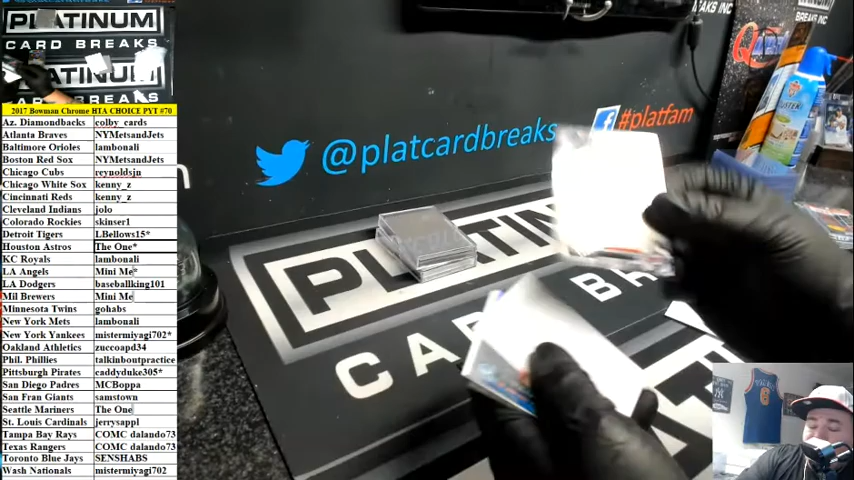 PLATINUM
CARD BREAKS
2017 Bowman Chrome HTA CHOICE PYT #70
Az. Diamondbacks colby_cards
Atlanta Braves NYMetsandJets
Baltimore Orioles lambonali
Boston Red Sox NYMetsandJets
Chicago Cubs reynoldsjn
Chicago White Sox kenny_z
Cincinnati Reds kenny_z
Cleveland Indians jolo
Colorado Rockies skinser1
Detroit Tigers LBellows15*
Houston Astros The One*
KC Royals lambonali
LA Angels Mini Me*
LA Dodgers baseballking101
Mil Brewers Mini Me
Minnesota Twins gohabs
New York Mets lambonali
New York Yankees mistermiyagi702*
Oakland Athletics zuccoapd34
Phil. Phillies talkinboutpractice
Pittsburgh Pirates caddyduke305*
San Diego Padres MCBoppa
San Fran Giants samstown
Seattle Mariners The One
St. Louis Cardinals jerrysappl
Tampa Bay Rays COMC dalando73
Texas Rangers COMC dalando73
Toronto Blue Jays SENSHABS
Wash Nationals mistermiyagi702
@platcardbreaks
#platfam